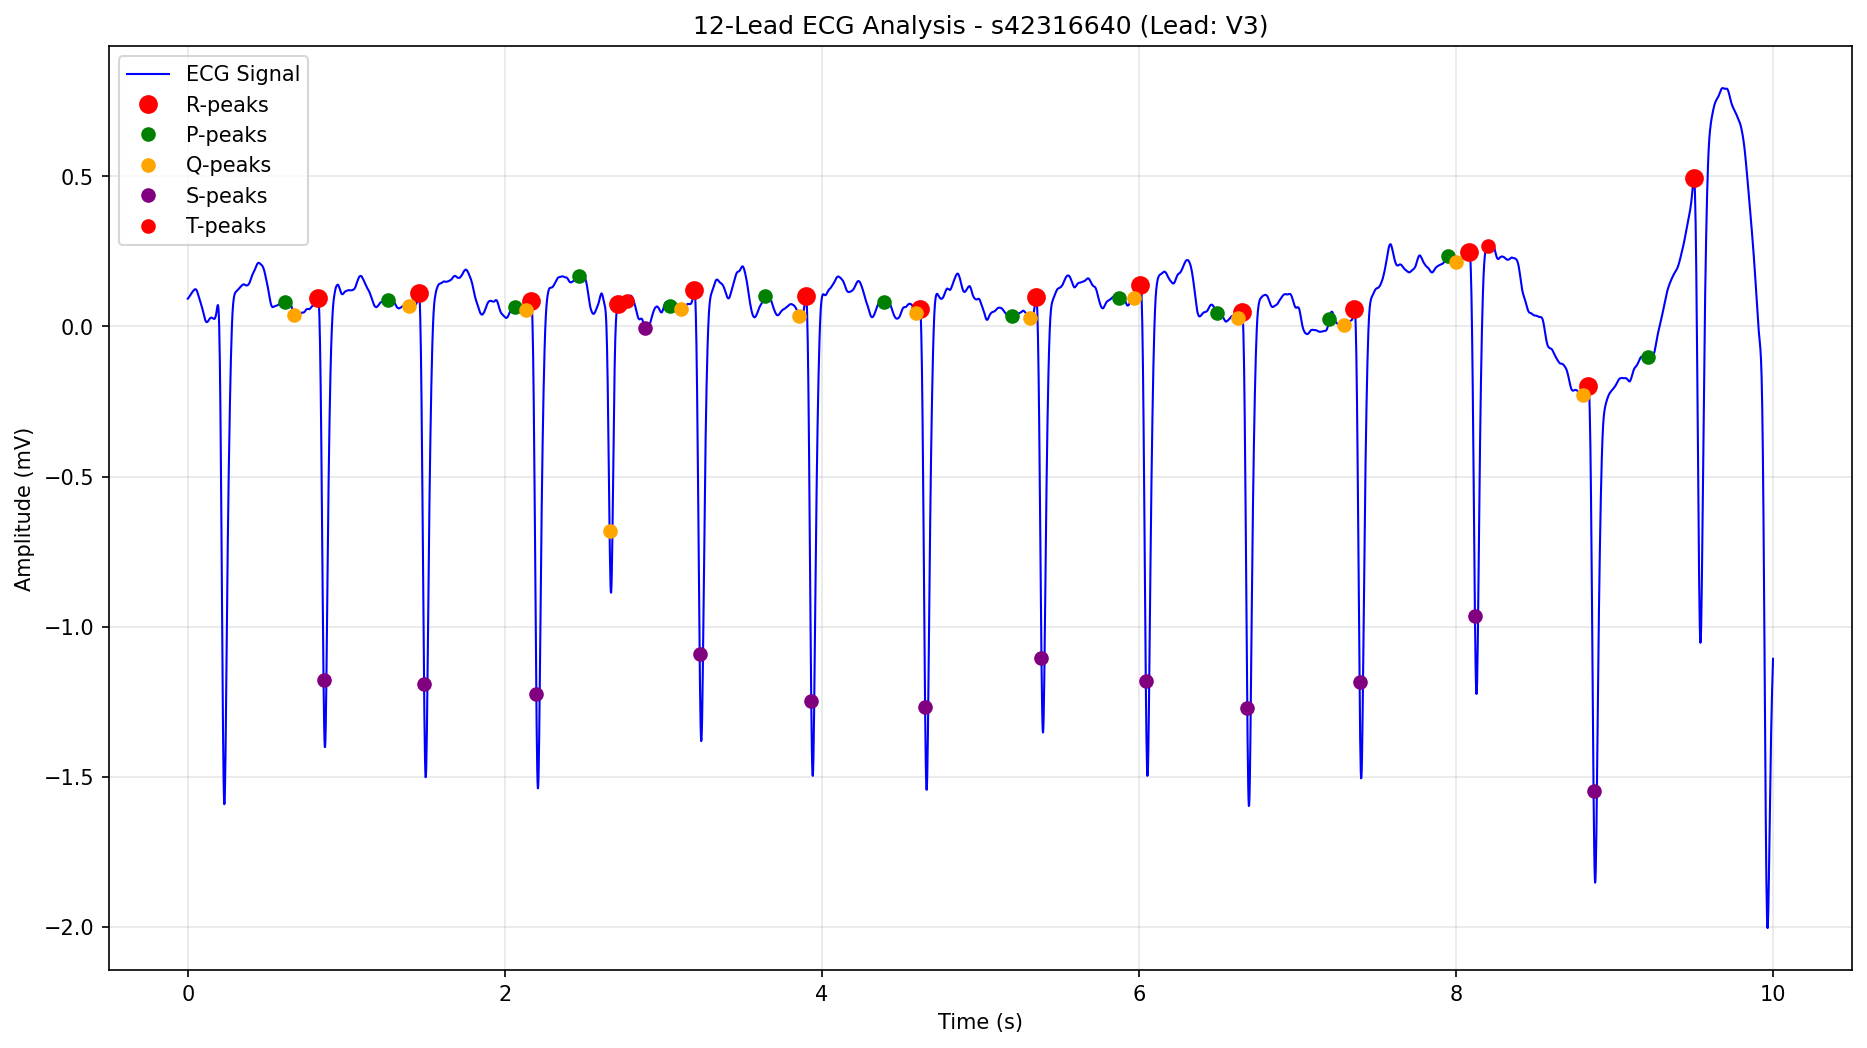 12-Lead ECG Analysis - s42316640 (Lead: V3)
ECG Signal
R-peaks
P-peaks
Q-peaks
S-peaks
T-peaks
0.5
0.0
−0.5
−1.0
−1.5
−2.0
Amplitude (mV)
0 2 4 6 8 10
Time (s)